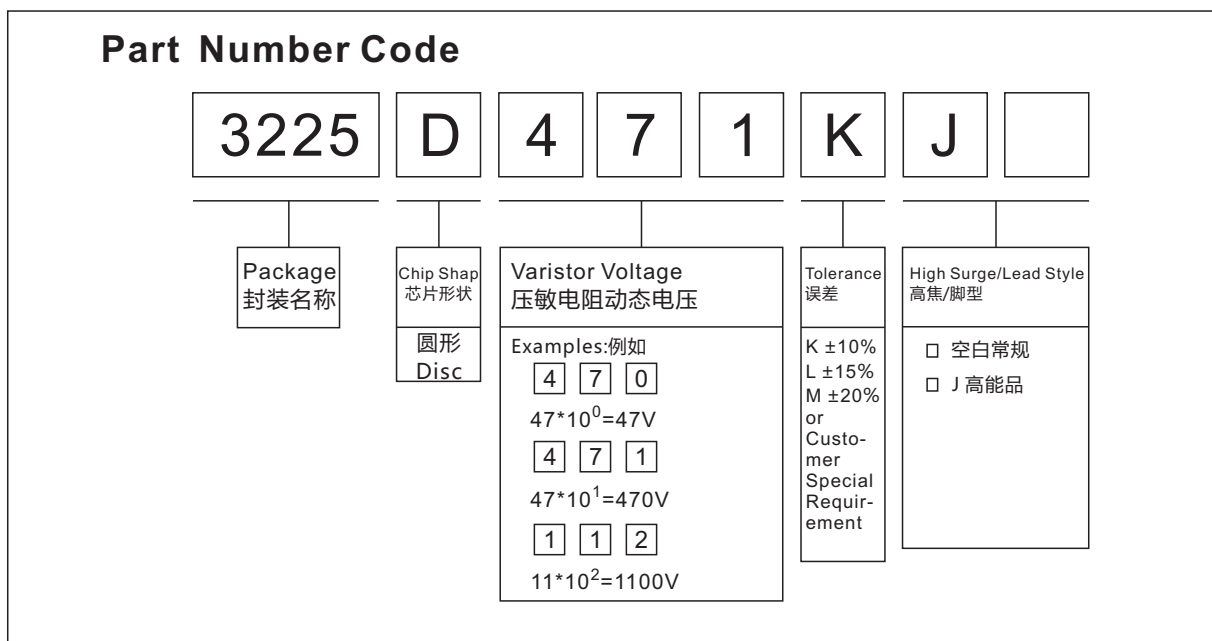 Part Number Code
3225 D 4 7 1 K J
Package
封装名称
Chip Shap
芯片形状
圆形
Disc
Varistor Voltage
压敏电阻动态电压
Examples:例如
4 7 0
47*10⁰=47V
4 7 1
47*10¹=470V
1 1 2
11*10²=1100V
Tolerance
误差
K ±10%
L ±15%
M ±20%
or
Custo-
mer
Special
Requir-
ement
High Surge/Lead Style
高焦/脚型
□ 空白常规
□ J 高能品